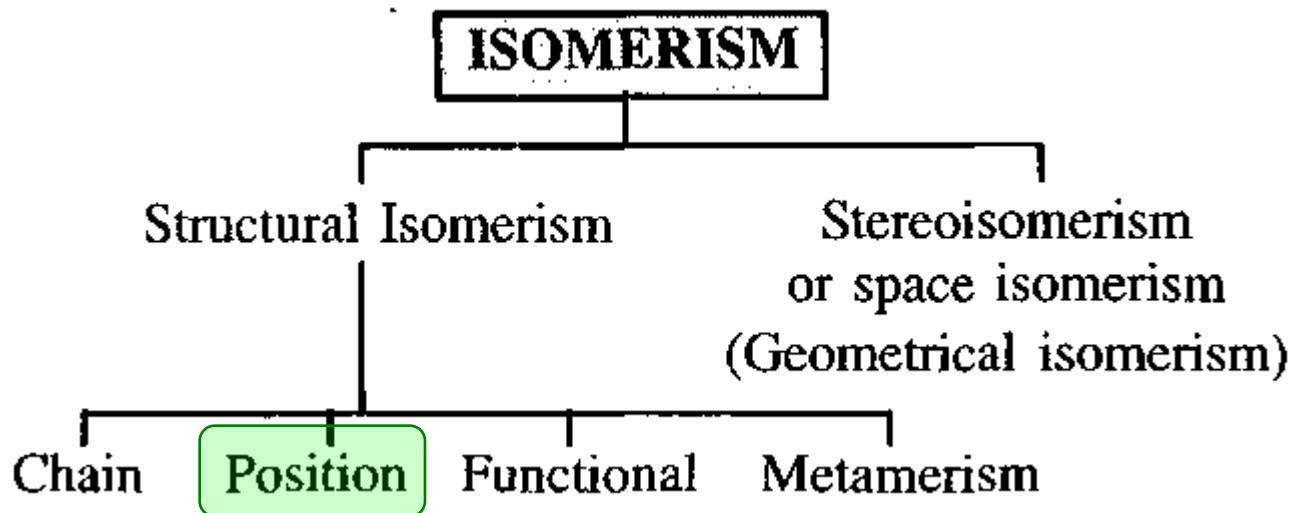 ISOMERISM
Structural Isomerism
Stereoisomerism
or space isomerism
(Geometrical isomerism)
Chain Position Functional Metamerism